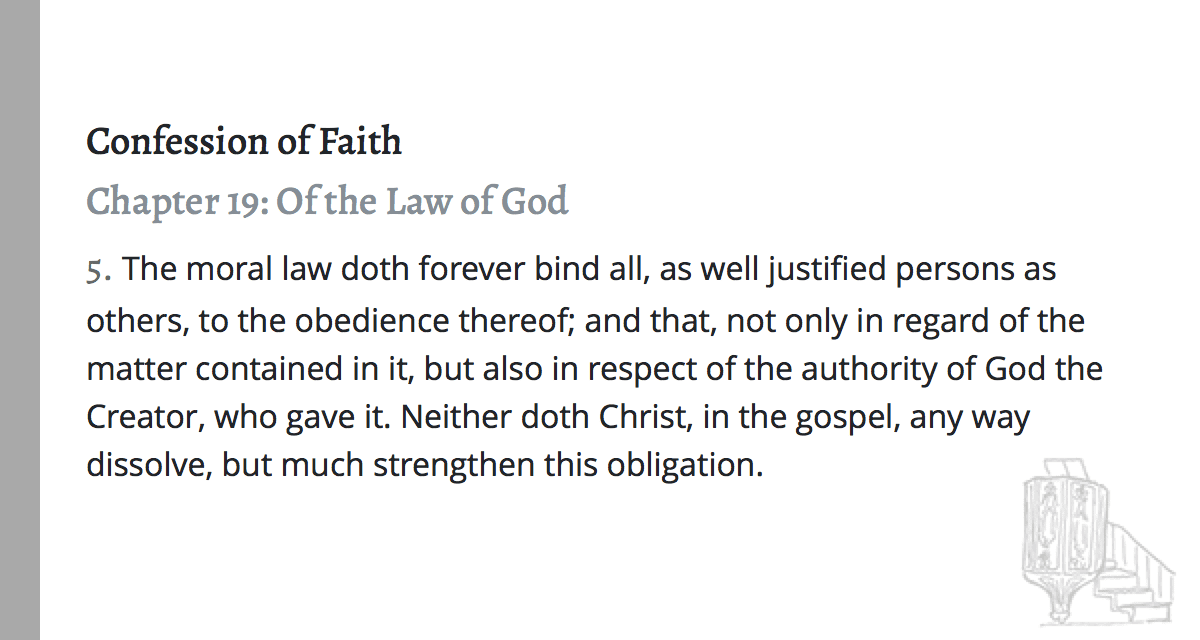 Confession of Faith
Chapter 19: Of the Law of God
5. The moral law doth forever bind all, as well justified persons as
others, to the obedience thereof; and that, not only in regard of the
matter contained in it, but also in respect of the authority of God the
Creator, who gave it. Neither doth Christ, in the gospel, any way
dissolve, but much strengthen this obligation.